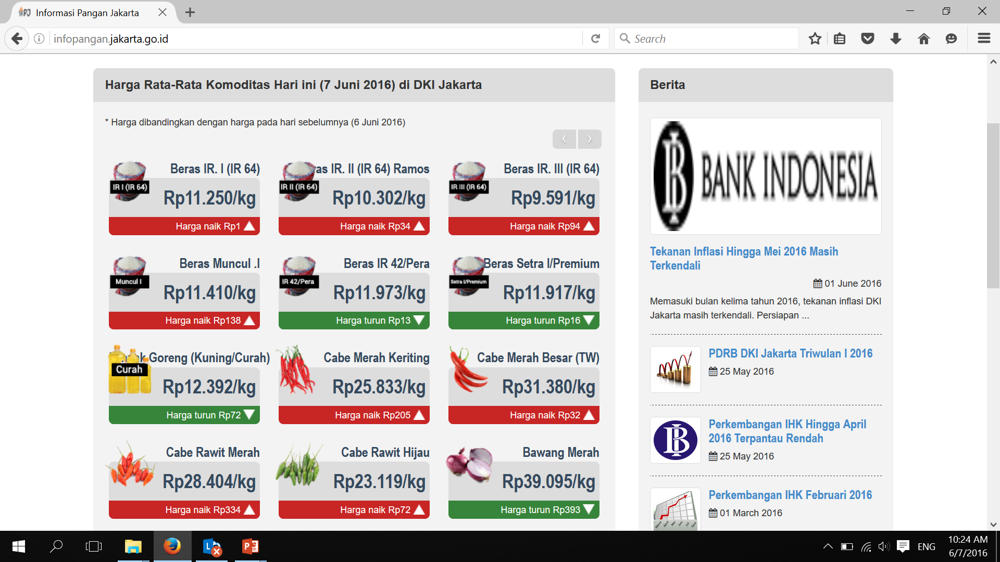 Informasi Pangan Jakarta
infopangan.jakarta.go.id
Search
Harga Rata-Rata Komoditas Hari ini (7 Juni 2016) di DKI Jakarta
* Harga dibandingkan dengan harga pada hari sebelumnya (6 Juni 2016)
Beras IR. I (IR 64)
IR I (IR 64)
Rp11.250/kg
Harga naik Rp1
IR. II (IR 64) Ramos
IR II (IR 64)
Rp10.302/kg
Harga naik Rp34
Beras IR. III (IR 64)
IR III (IR 64)
Rp9.591/kg
Harga naik Rp94
Beras Muncul .I
Muncul I
Rp11.410/kg
Harga naik Rp138
Beras IR 42/Pera
IR 42/Pera
Rp11.973/kg
Harga turun Rp13
Beras Setra I/Premium
Setra I/Premium
Rp11.917/kg
Harga turun Rp16
Goreng (Kuning/Curah)
Curah
Rp12.392/kg
Harga turun Rp72
Cabe Merah Keriting
Rp25.833/kg
Harga naik Rp205
Cabe Merah Besar (TW)
Rp31.380/kg
Harga naik Rp32
Cabe Rawit Merah
Rp28.404/kg
Harga naik Rp334
Cabe Rawit Hijau
Rp23.119/kg
Harga naik Rp72
Bawang Merah
Rp39.095/kg
Harga turun Rp393
Berita
BANK INDONESIA
Tekanan Inflasi Hingga Mei 2016 Masih
Terkendali
01 June 2016
Memasuki bulan kelima tahun 2016, tekanan inflasi DKI
Jakarta masih terkendali. Persiapan ...
PDRB DKI Jakarta Triwulan I 2016
25 May 2016
Perkembangan IHK Hingga April
2016 Terpantau Rendah
25 May 2016
Perkembangan IHK Februari 2016
01 March 2016
ENG
10:24 AM
6/7/2016